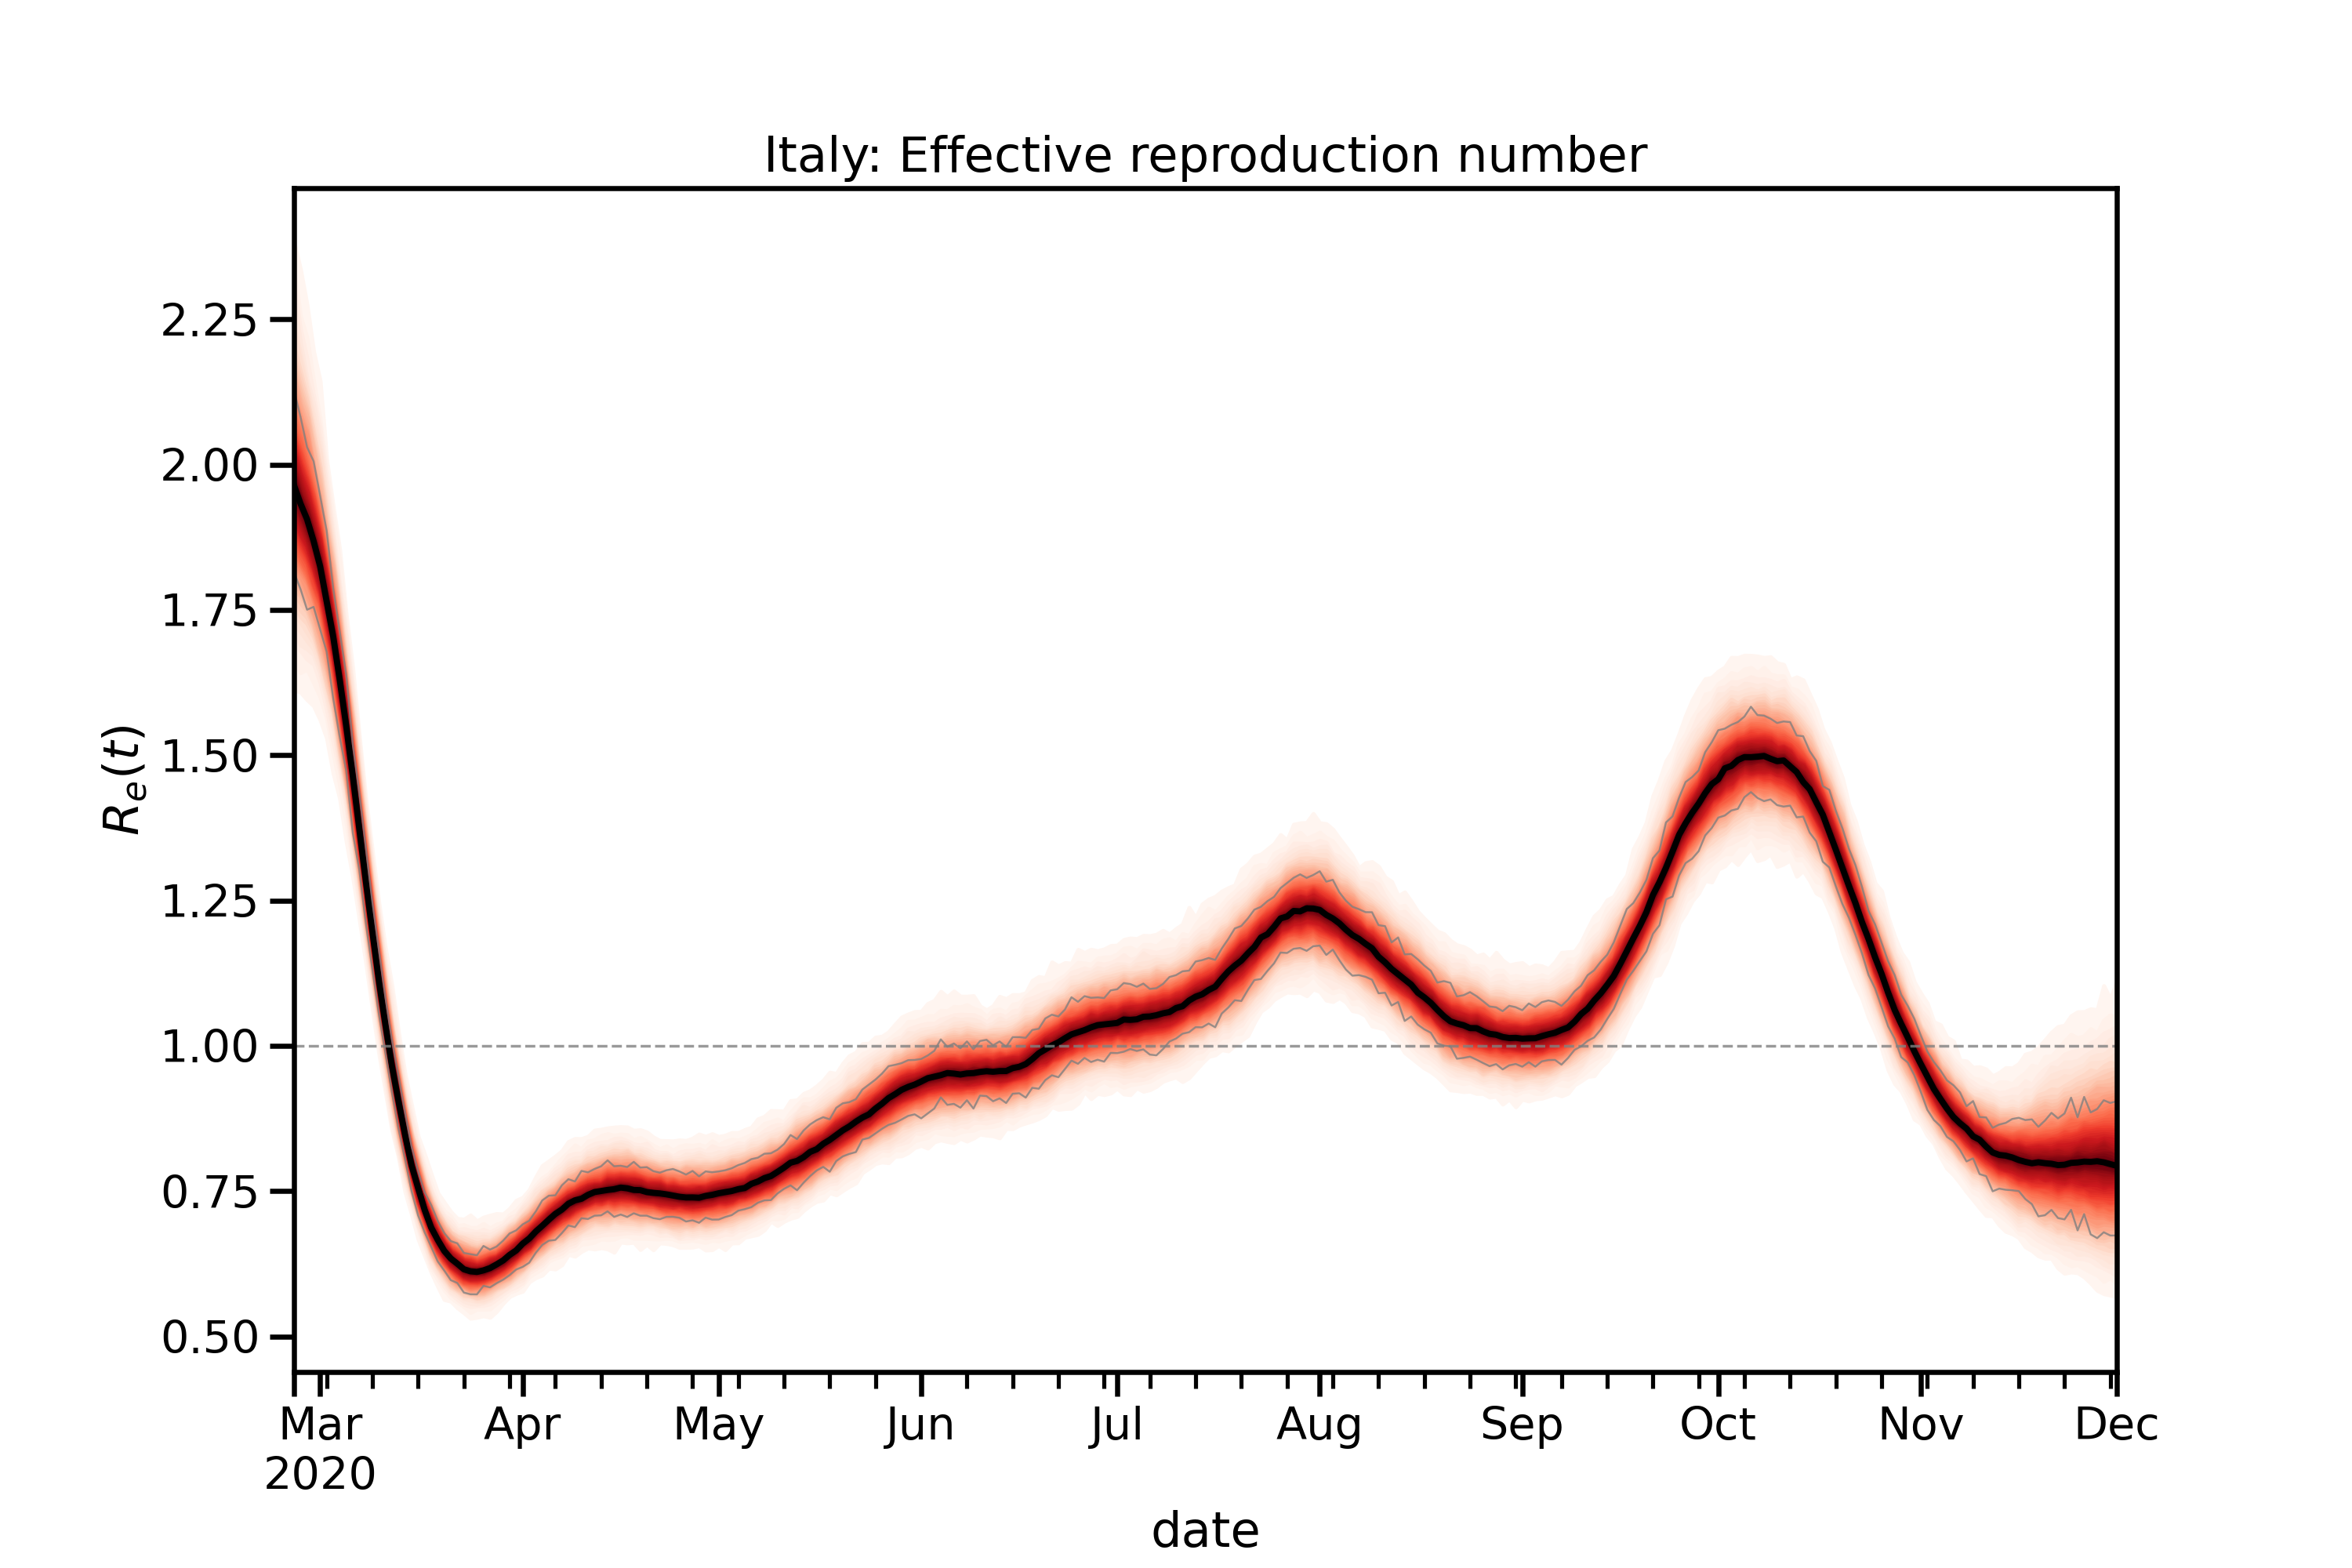 Italy: Effective reproduction number
2.25
2.00
1.75
1.50
1.25
1.00
0.75
0.50
R_e(t)
Mar Apr May Jun Jul Aug Sep Oct Nov Dec
2020
date